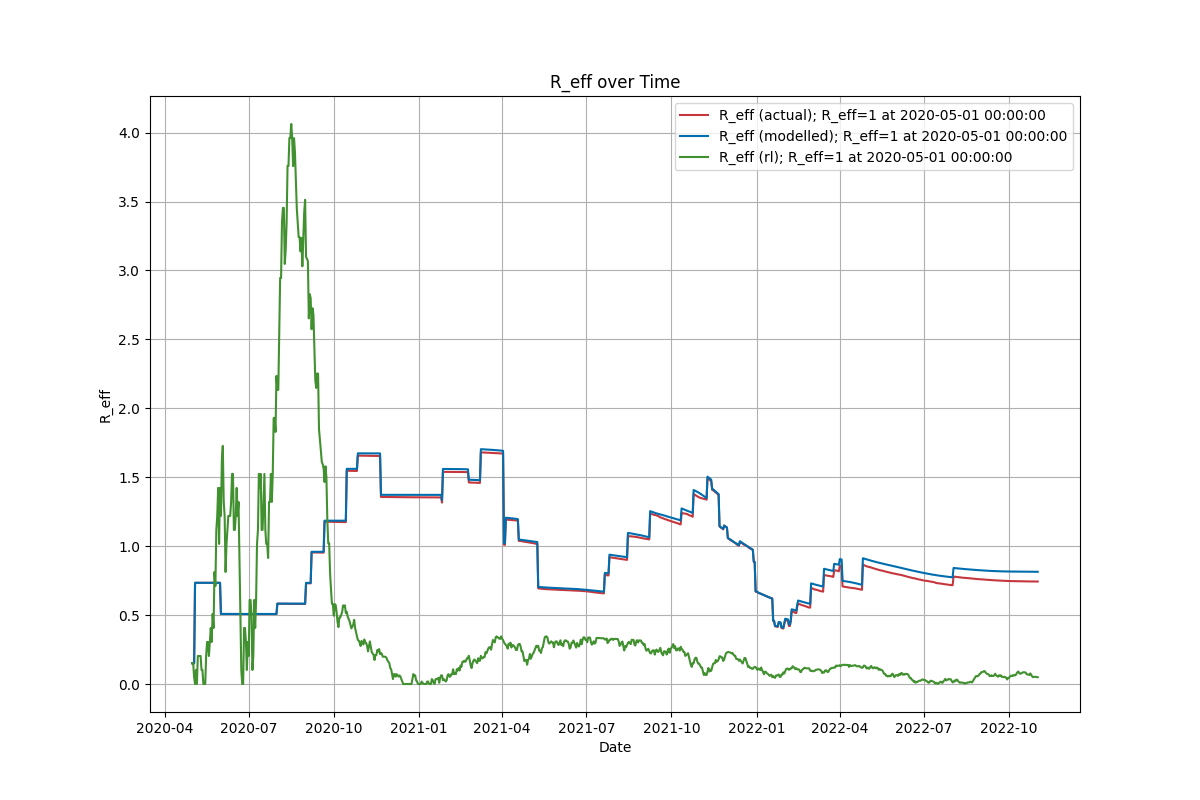 R_eff over Time
R_eff (actual); R_eff=1 at 2020-05-01 00:00:00
R_eff (modelled); R_eff=1 at 2020-05-01 00:00:00
R_eff (rl); R_eff=1 at 2020-05-01 00:00:00
R_eff
4.0
3.5
3.0
2.5
2.0
1.5
1.0
0.5
0.0
2020-04 2020-07 2020-10 2021-01 2021-04 2021-07 2021-10 2022-01 2022-04 2022-07 2022-10
Date